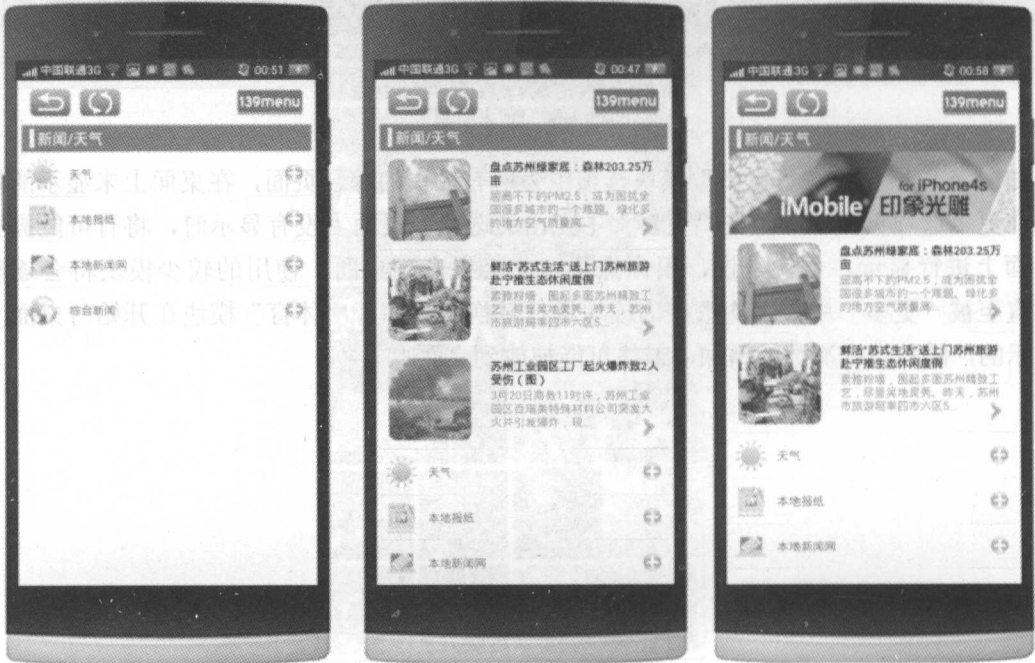 中国联通3G 00:51
139menu
新闻/天气
天气
本地报纸
本地新闻网
综合新闻
中国联通3G 00:47
139menu
新闻/天气
盘点苏州绿家底：森林203.25万
亩
居高不下的PM2.5，成为困扰全
国很多城市的一个难题。绿化多
的地方空气质量高...
鲜活“苏式生活”送上门苏州旅游
赴宁推生态休闲度假
素雅粉墙，围起多面苏州精致工
艺，尽显吴地灵秀。昨天，苏州
市旅游局率四市六区5...
苏州工业园区工厂起火爆炸致2人
受伤（图）
3月20日商务11时许，苏州工业
园区百瑞美特殊材料公司突发大
火并引发爆炸，现...
天气
本地报纸
本地新闻网
中国联通3G 00:58
139menu
新闻/天气
for iPhone4s
iMobile 印象光雕
盘点苏州绿家底：森林203.25万
亩
居高不下的PM2.5，成为困扰全
国很多城市的一个难题。绿化多
的地方空气质量高...
鲜活“苏式生活”送上门苏州旅游
赴宁推生态休闲度假
素雅粉墙，围起多面苏州精致工
艺，尽显吴地灵秀。昨天，苏州
市旅游局率四市六区5...
天气
本地报纸
本地新闻网